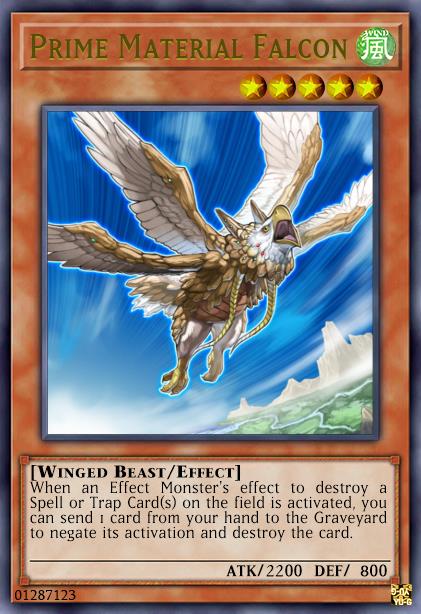 PRIME MATERIAL FALCON
WIND
風
[WINGED BEAST/EFFECT]
When an Effect Monster's effect to destroy a
Spell or Trap Card(s) on the field is activated, you
can send 1 card from your hand to the Graveyard
to negate its activation and destroy the card.
ATK/2200 DEF/ 800
01287123